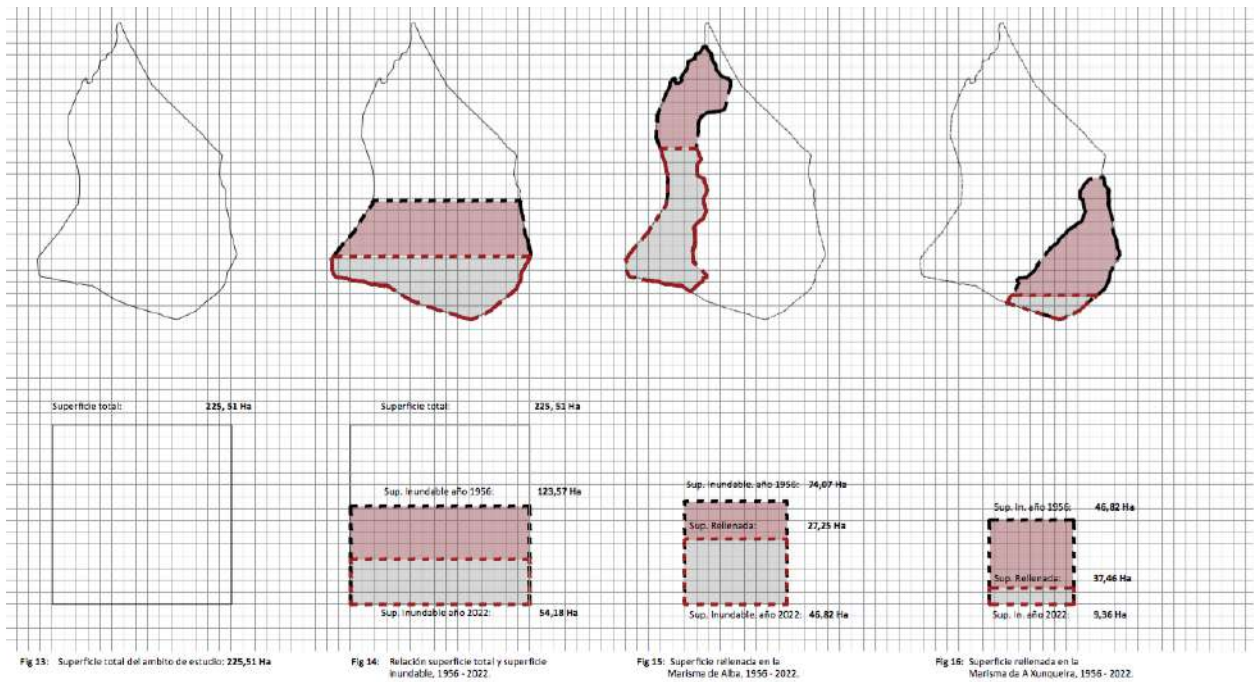 Superficie total: 225, 51 Ha
Superficie total: 225, 51 Ha
Sup. Inundable año 1956: 123,57 Ha
Sup. Inundable año 2022: 54,18 Ha
Sup. Inundable. año 1956: 74,07 Ha
Sup. Rellenada: 27,25 Ha
Sup. Inundable. año 2022: 46,82 Ha
Sup. In. año 1956: 46,82 Ha
Sup. Rellenada: 37,46 Ha
Sup. In. año 2022: 9,36 Ha
Fig 13: Superficie total del ambito de estudio: 225,51 Ha
Fig 14: Relación superficie total y superficie
inundable, 1956 - 2022.
Fig 15: Superficie rellenada en la
Marisma de Alba, 1956 - 2022.
Fig 16: Superficie rellenada en la
Marisma da A Xunqueira, 1956 - 2022.